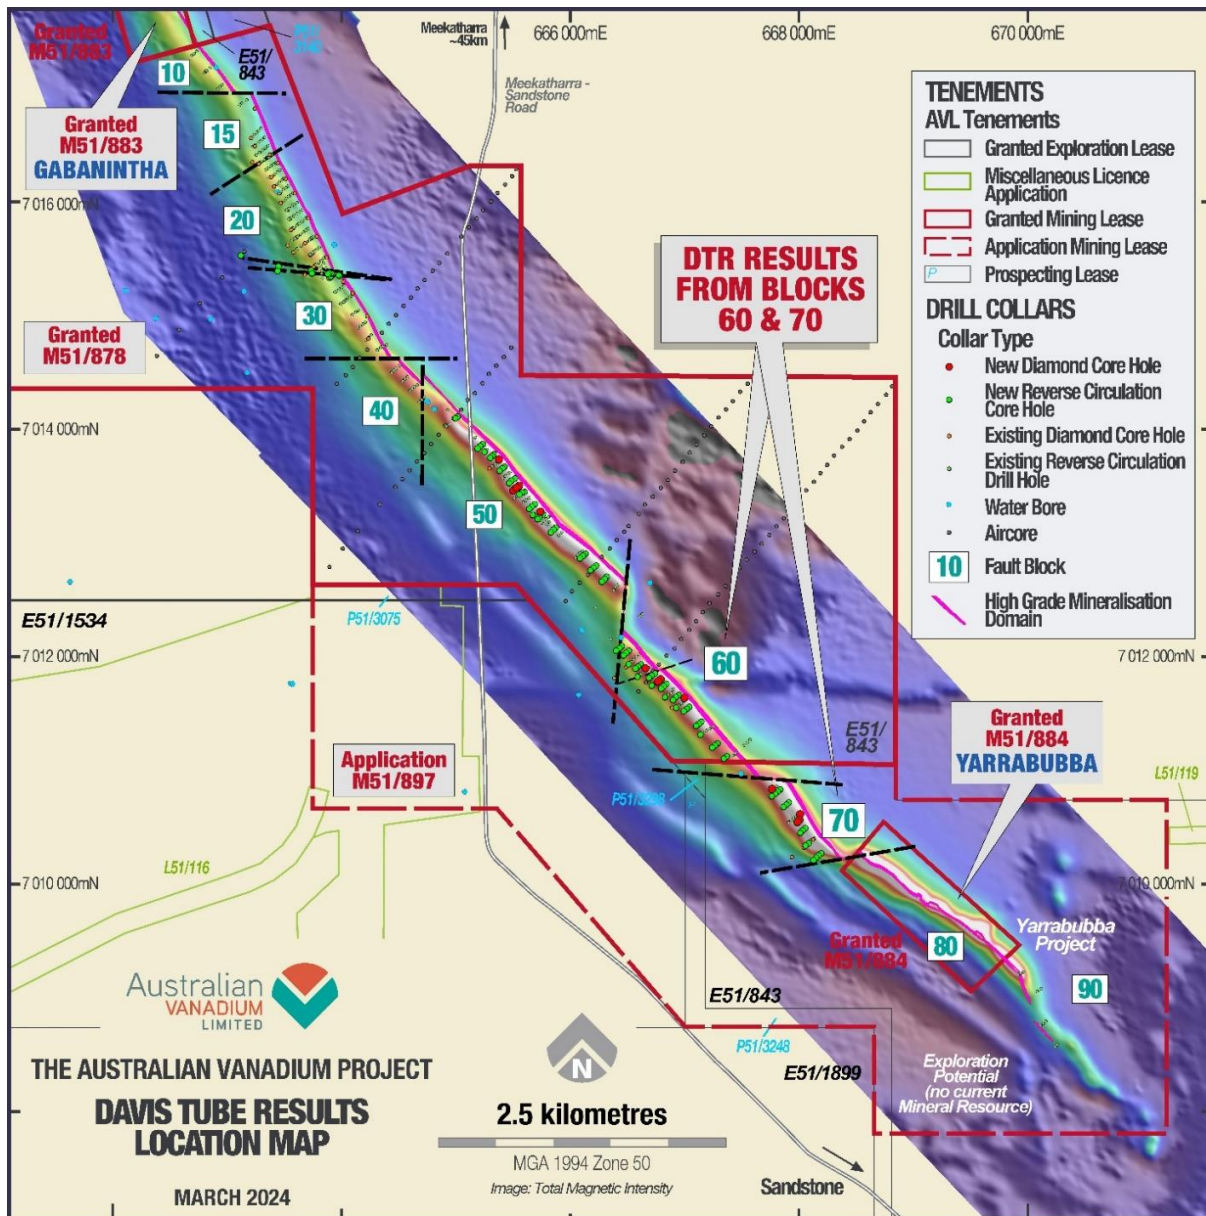 Granted
M51/883
E51/
843
Meekatharra
~45km
666 000mE
668 000mE
670 000mE
Meekatharra -
Sandstone
Road
10
Granted
M51/883
GABANINTHA
15
7 016 000mN
20
30
Granted
M51/878
40
7 014 000mN
50
DTR RESULTS
FROM BLOCKS
60 & 70
TENEMENTS
AVL Tenements
Granted Exploration Lease
Miscellaneous Licence
Application
Granted Mining Lease
Application Mining Lease
P
Prospecting Lease
DRILL COLLARS
Collar Type
New Diamond Core Hole
New Reverse Circulation
Core Hole
Existing Diamond Core Hole
Existing Reverse Circulation
Drill Hole
Water Bore
Aircore
10
Fault Block
High Grade Mineralisation
Domain
E51/1534
P51/3075
7 012 000mN
7 012 000mN
60
E51/
843
Granted
M51/884
YARRABUBBA
Application
M51/897
P51/3298
L51/119
70
L51/116
7 010 000mN
7 010 000mN
Yarrabubba
Project
80
Granted
M51/884
90
E51/843
P51/3248
E51/1899
Exploration
Potential
(no current
Mineral Resource)
Australian
VANADIUM
LIMITED
THE AUSTRALIAN VANADIUM PROJECT
DAVIS TUBE RESULTS
LOCATION MAP
MARCH 2024
N
2.5 kilometres
MGA 1994 Zone 50
Image: Total Magnetic Intensity
Sandstone